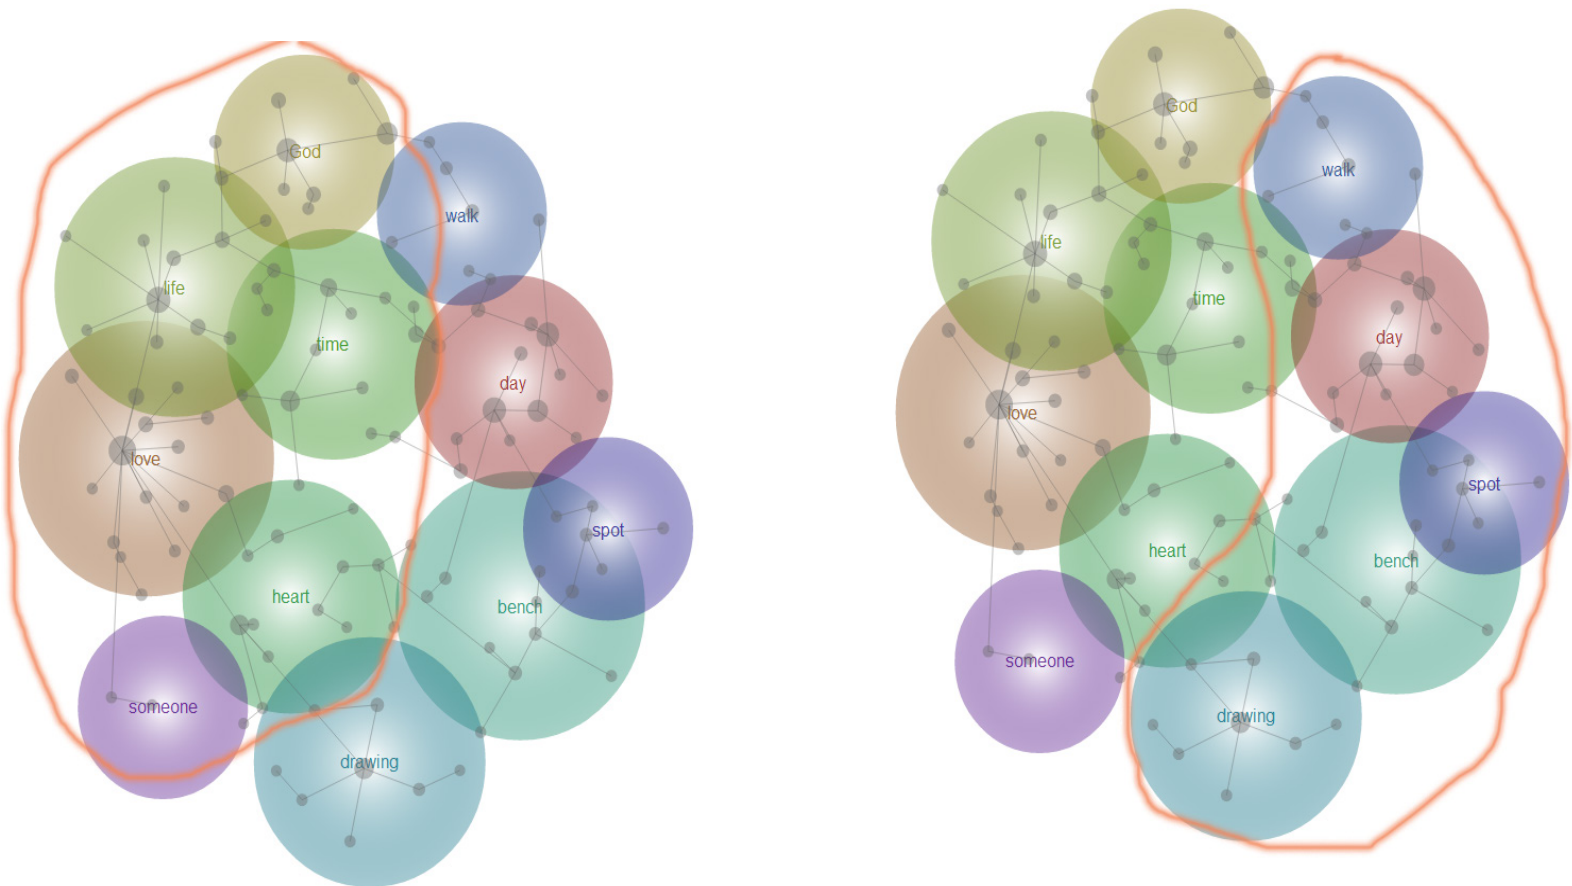 God
walk
life
time
day
love
spot
heart
bench
someone
drawing
God
walk
life
time
day
love
spot
heart
bench
someone
drawing